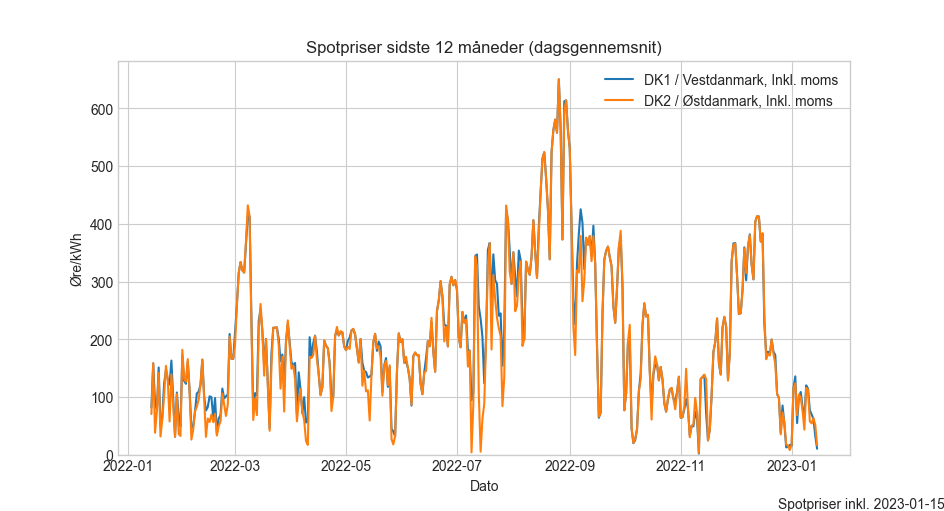 Spotpriser sidste 12 måneder (dagsgennemsnit)
DK1 / Vestdanmark, Inkl. moms
DK2 / Østdanmark, Inkl. moms
Øre/kWh
600
500
400
300
200
100
0
2022-01
2022-03
2022-05
2022-07
2022-09
2022-11
2023-01
Dato
Spotpriser inkl. 2023-01-15